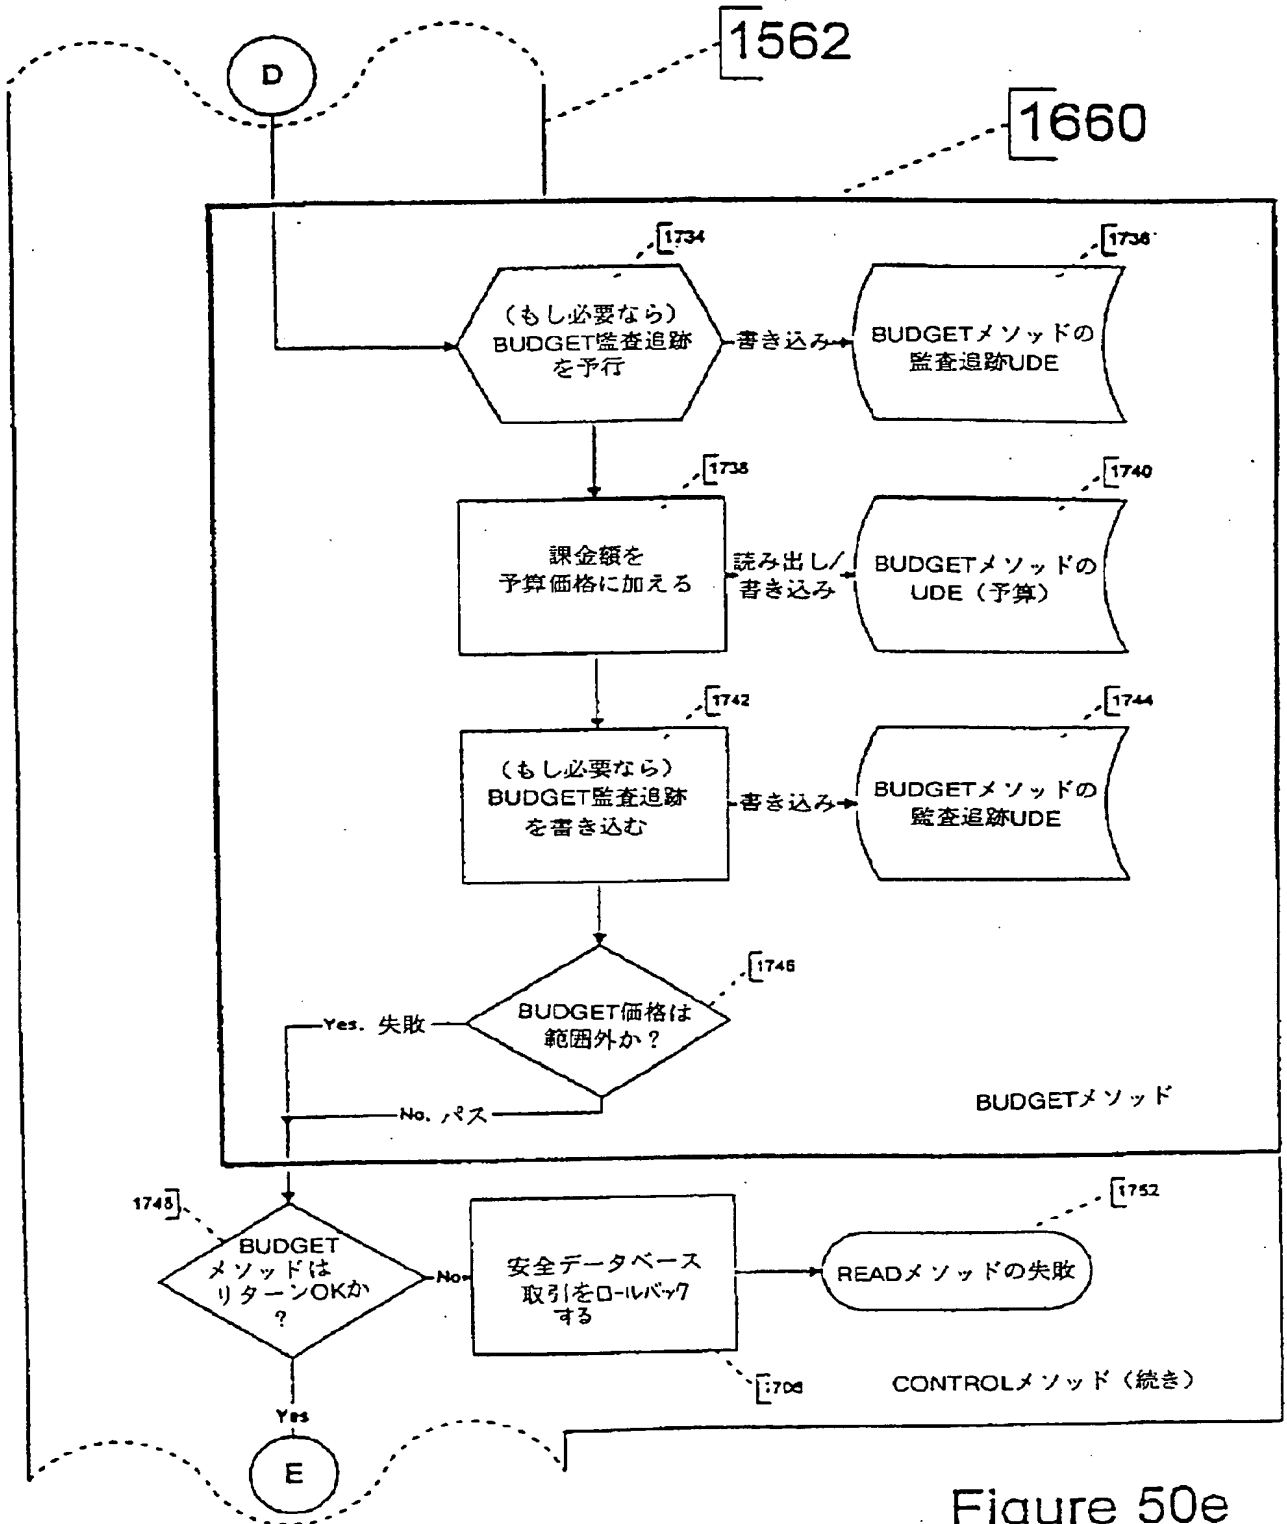 D
1562
1660
1734
(もし必要なら)
BUDGET監査追跡
を予行
書き込み
1736
BUDGETメソッドの
監査追跡UDE
1738
課金額を
予算価格に加える
読み出し/
書き込み
1740
BUDGETメソッドの
UDE(予算)
1742
(もし必要なら)
BUDGET監査追跡
を書き込む
書き込み
1744
BUDGETメソッドの
監査追跡UDE
1746
BUDGET価格は
範囲外か?
Yes. 失敗
No. パス
BUDGETメソッド
1748
BUDGET
メソッドは
リターンOKか
?
No
安全データベース
取引をロールバック
する
1752
READメソッドの失敗
CONTROLメソッド(続き)
Yes
E
Figure 50e